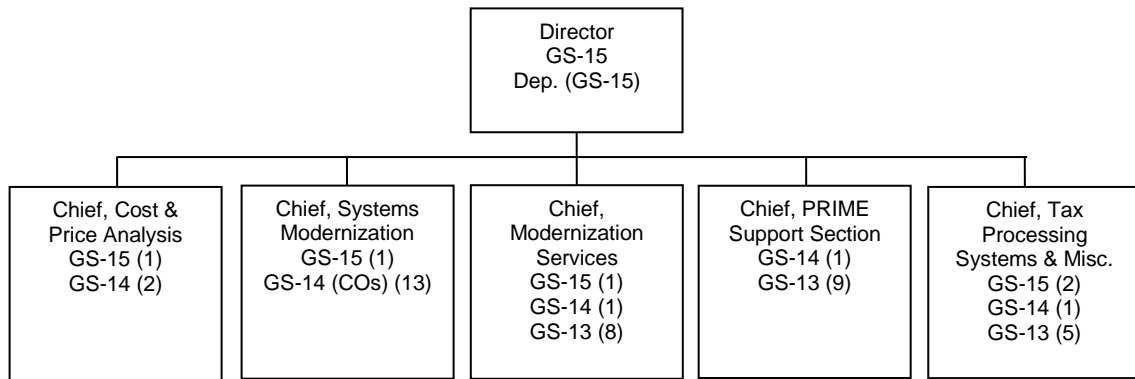 Director
GS-15
Dep. (GS-15)
Chief, Cost &
Price Analysis
GS-15 (1)
GS-14 (2)
Chief, Systems
Modernization
GS-15 (1)
GS-14 (COs) (13)
Chief,
Modernization
Services
GS-15 (1)
GS-14 (1)
GS-13 (8)
Chief, PRIME
Support Section
GS-14 (1)
GS-13 (9)
Chief, Tax
Processing
Systems & Misc.
GS-15 (2)
GS-14 (1)
GS-13 (5)